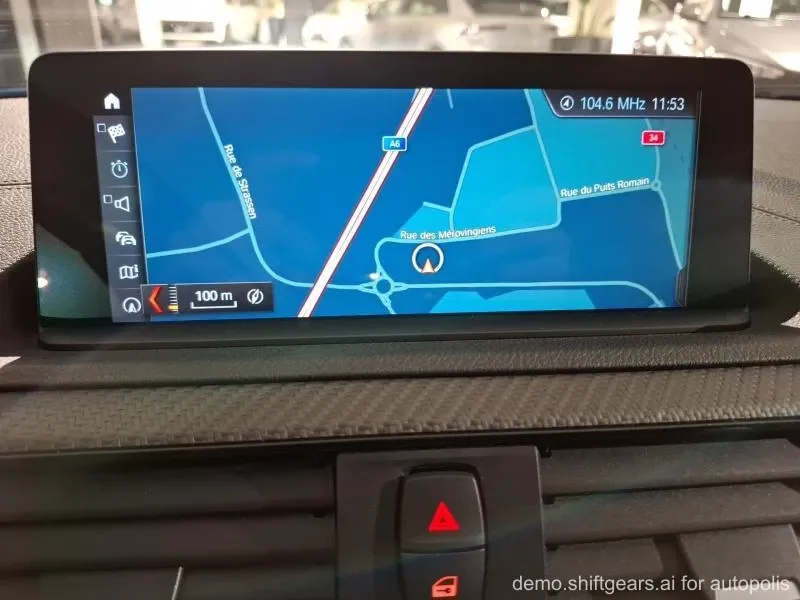 104.6 MHz 11:53
A6
34
Rue de Strassen
Rue du Puits Romain
Rue des Mérovingiens
100 m
demo.shiftgears.ai for autopolis